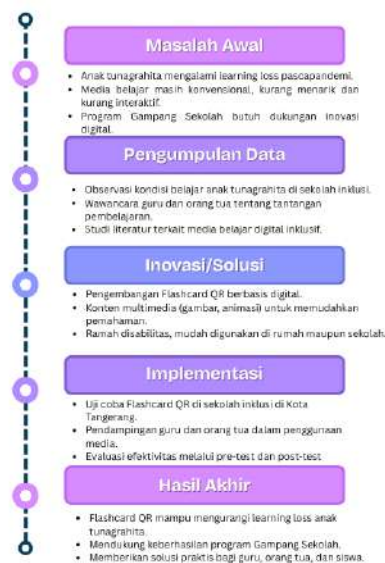 Masalah Awal
• Anak tunagrahita mengalami learning loss pascapandemi.
• Media belajar masih konvensional, kurang menarik dan
kurang interaktif.
• Program Gampang Sekolah butuh dukungan inovasi
digital.
Pengumpulan Data
• Observasi kondisi belajar anak tunagrahita di sekolah inklusi.
• Wawancara guru dan orang tua tentang tantangan
pembelajaran.
• Studi literatur terkait media belajar digital inklusif.
Inovasi/Solusi
• Pengembangan Flashcard QR berbasis digital.
• Konten multimedia (gambar, animasi) untuk memudahkan
pemahaman.
• Ramah disabilitas, mudah digunakan di rumah maupun sekolah.
Implementasi
• Uji coba Flashcard QR di sekolah inklusi di Kota
Tangerang.
• Pendampingan guru dan orang tua dalam penggunaan
media.
• Evaluasi efektivitas melalui pre-test dan post-test
Hasil Akhir
• Flashcard QR mampu mengurangi learning loss anak
tunagrahita.
• Mendukung keberhasilan program Gampang Sekolah.
• Memberikan solusi praktis bagi guru, orang tua, dan siswa.